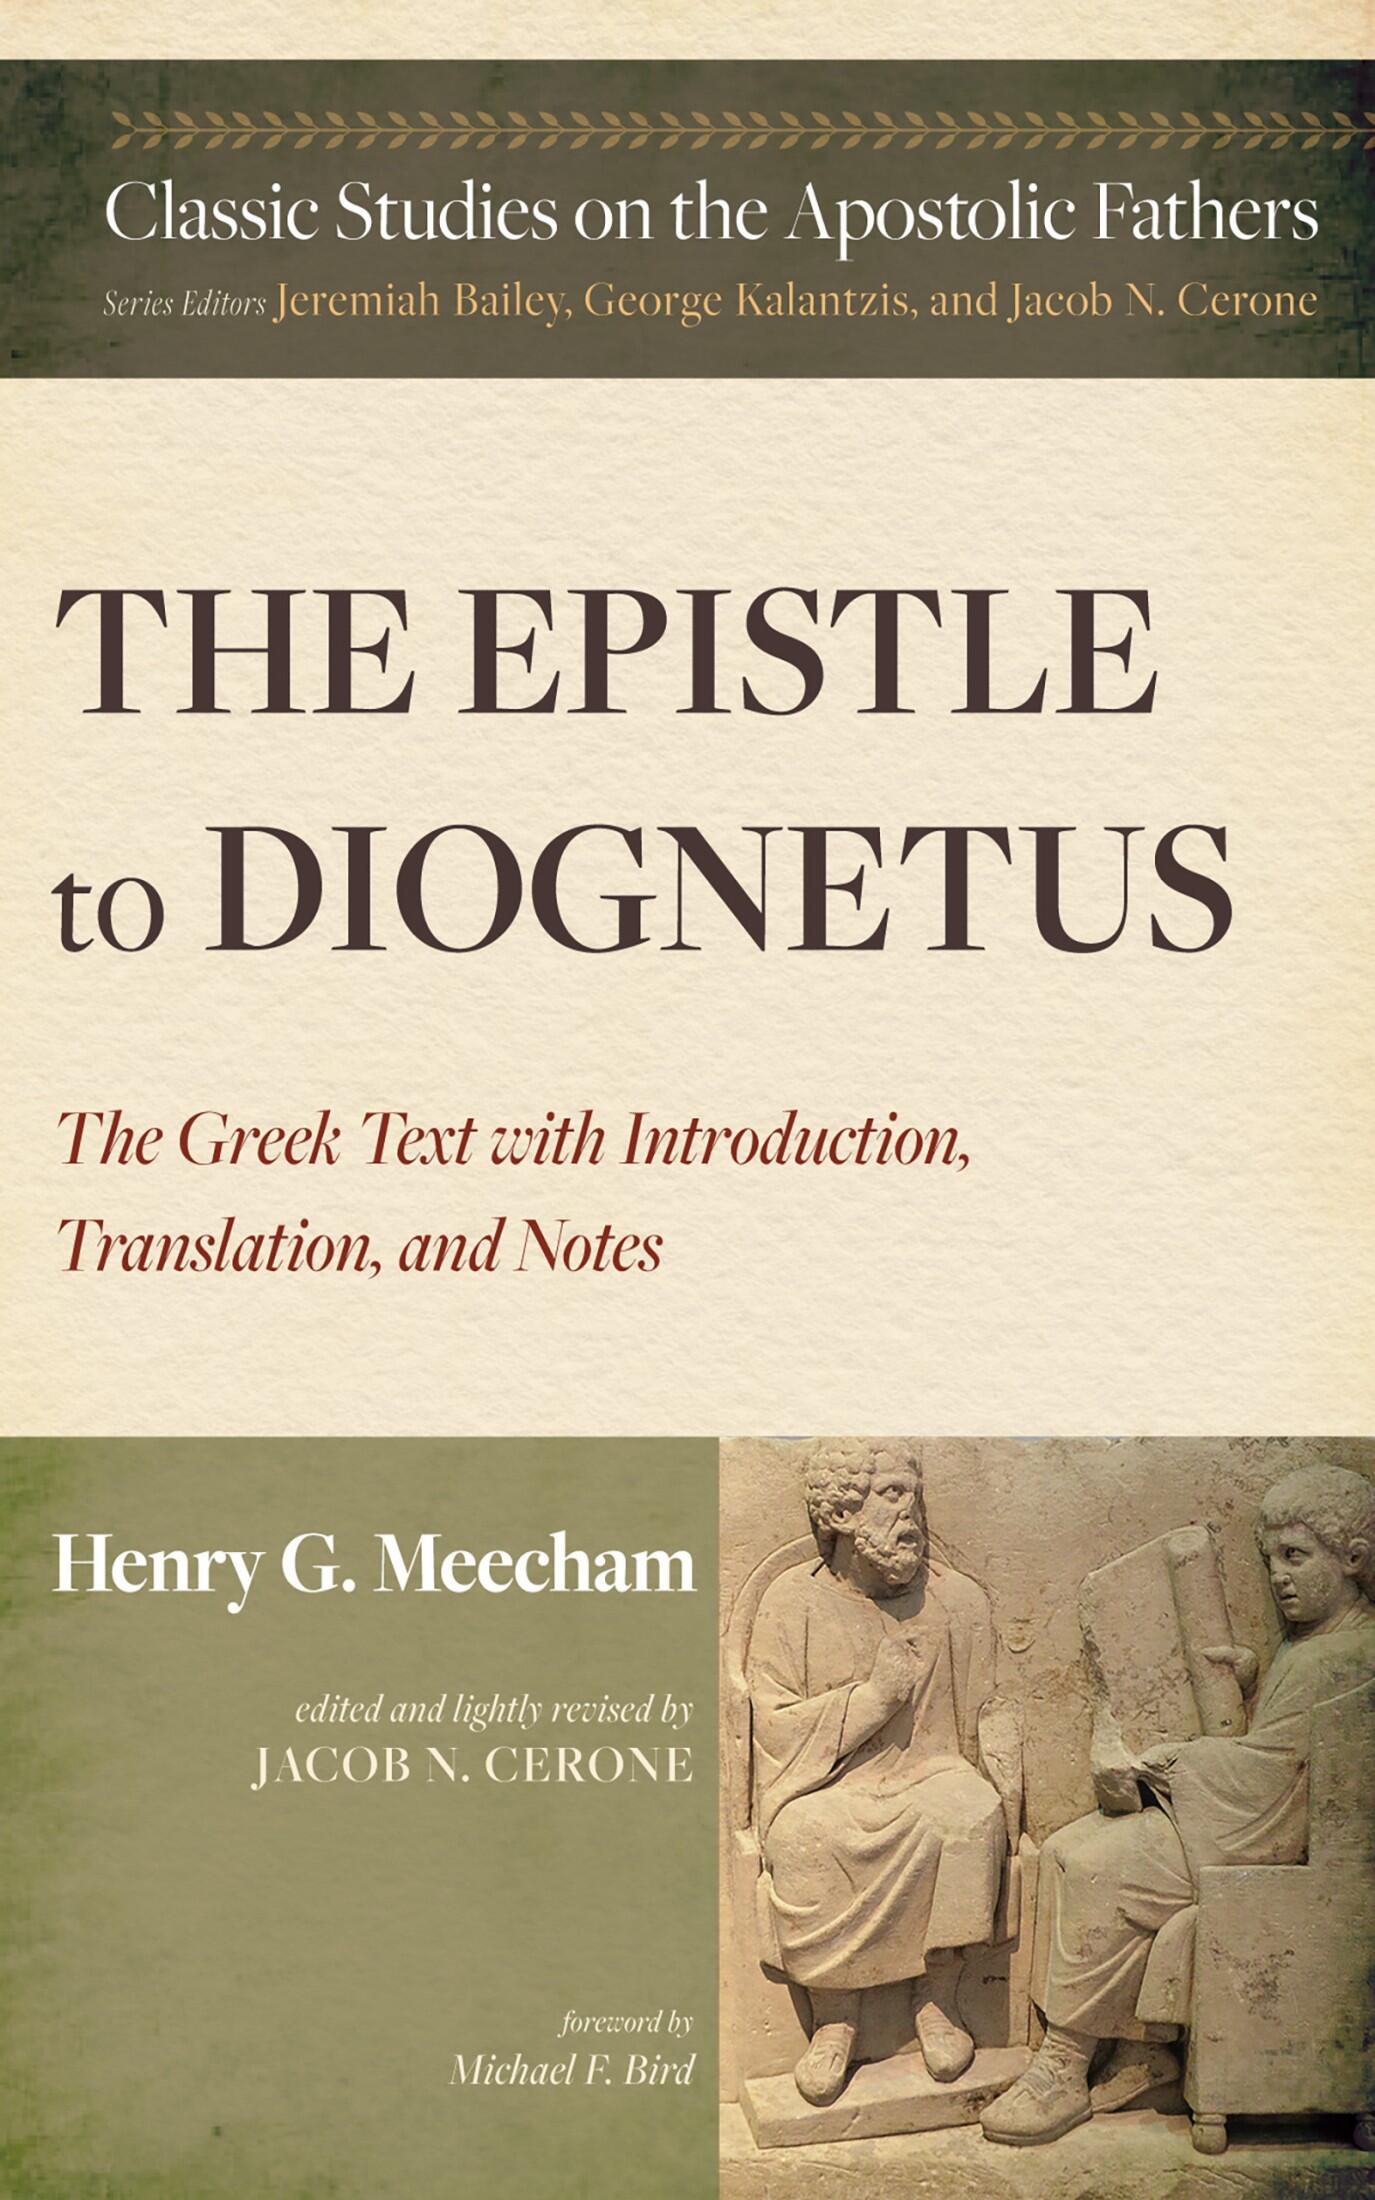 Classic Studies on the Apostolic Fathers
Series Editors Jeremiah Bailey, George Kalantzis, and Jacob N. Cerone
THE EPISTLE
to DIOGNETUS
The Greek Text with Introduction,
Translation, and Notes
Henry G. Meecham
edited and lightly revised by
JACOB N. CERONE
foreword by
Michael F. Bird